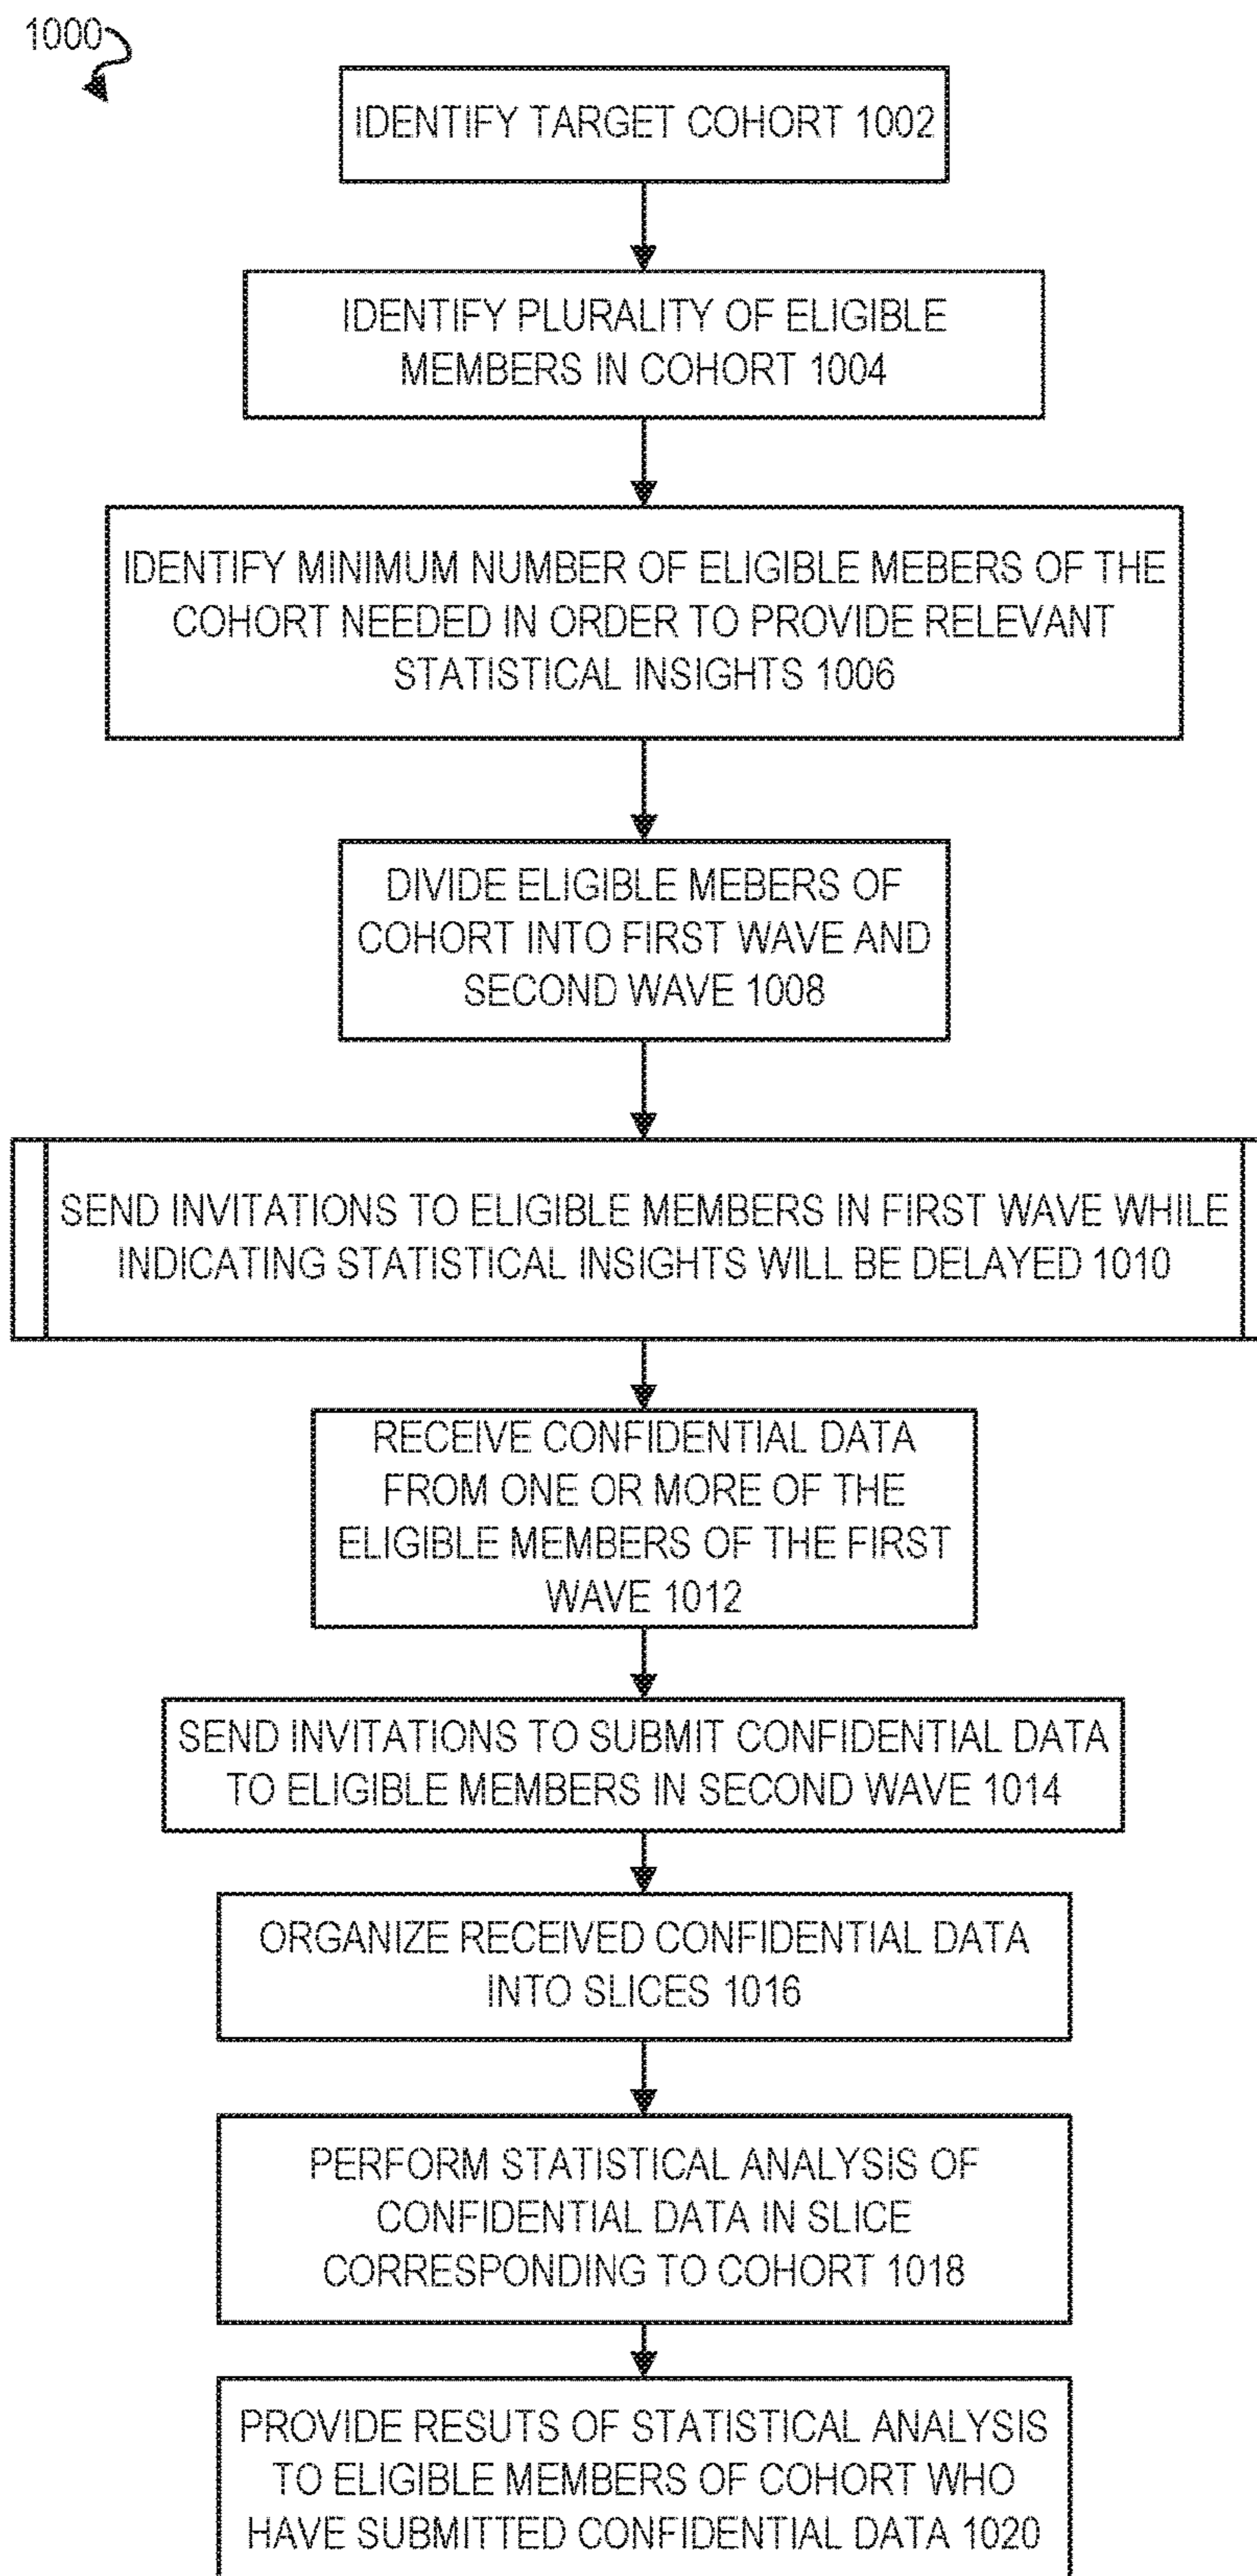 1000
IDENTIFY TARGET COHORT 1002
IDENTIFY PLURALITY OF ELIGIBLE
MEMBERS IN COHORT 1004
IDENTIFY MINIMUM NUMBER OF ELIGIBLE MEBERS OF THE
COHORT NEEDED IN ORDER TO PROVIDE RELEVANT
STATISTICAL INSIGHTS 1006
DIVIDE ELIGIBLE MEBERS OF
COHORT INTO FIRST WAVE AND
SECOND WAVE 1008
SEND INVITATIONS TO ELIGIBLE MEMBERS IN FIRST WAVE WHILE
INDICATING STATISTICAL INSIGHTS WILL BE DELAYED 1010
RECEIVE CONFIDENTIAL DATA
FROM ONE OR MORE OF THE
ELIGIBLE MEMBERS OF THE FIRST
WAVE 1012
SEND INVITATIONS TO SUBMIT CONFIDENTIAL DATA
TO ELIGIBLE MEMBERS IN SECOND WAVE 1014
ORGANIZE RECEIVED CONFIDENTIAL DATA
INTO SLICES 1016
PERFORM STATISTICAL ANALYSIS OF
CONFIDENTIAL DATA IN SLICE
CORRESPONDING TO COHORT 1018
PROVIDE RESUTS OF STATISTICAL ANALYSIS
TO ELIGIBLE MEMBERS OF COHORT WHO
HAVE SUBMITTED CONFIDENTIAL DATA 1020